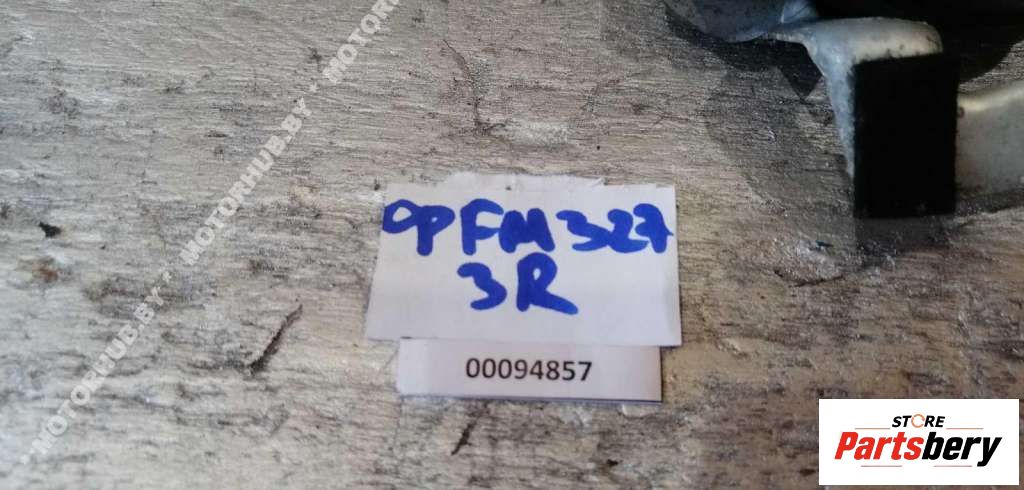 MOTORHUB.BY • MOTORHUB.BY • MOTORHUB.BY
OPFM327
3R
00094857
STORE
Partsbery